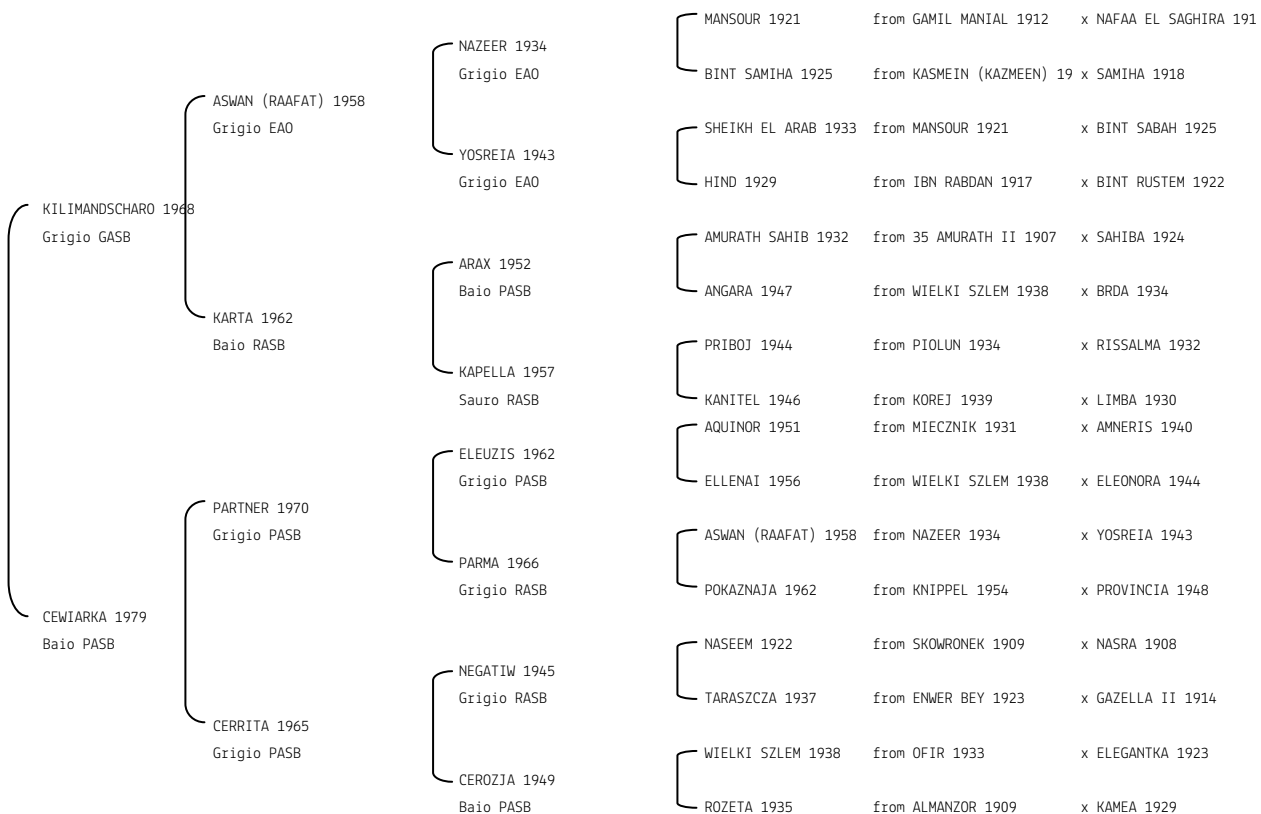 MANSOUR 1921 from GAMIL MANIAL 1912 x NAFAA EL SAGHIRA 191
NAZEER 1934
Grigio EAO
BINT SAMIHA 1925 from KASMEIN (KAZMEEN) 19 x SAMIHA 1918
ASWAN (RAAFAT) 1958
Grigio EAO
SHEIKH EL ARAB 1933 from MANSOUR 1921 x BINT SABAH 1925
YOSREIA 1943
Grigio EAO
HIND 1929 from IBN RABDAN 1917 x BINT RUSTEM 1922
KILIMANDSCHARO 1968
Grigio GASB
AMURATH SAHIB 1932 from 35 AMURATH II 1907 x SAHIBA 1924
ARAX 1952
Baio PASB
ANGARA 1947 from WIELKI SZLEM 1938 x BRDA 1934
KARTA 1962
Baio RASB
PRIBOJ 1944 from PIOLUN 1934 x RISSALMA 1932
KAPELLA 1957
Sauro RASB
KANITEL 1946 from KOREJ 1939 x LIMBA 1930
AQUINOR 1951 from MIECZNIK 1931 x AMNERIS 1940
ELEUZIS 1962
Grigio PASB
ELLENAI 1956 from WIELKI SZLEM 1938 x ELEONORA 1944
PARTNER 1970
Grigio PASB
ASWAN (RAAFAT) 1958 from NAZEER 1934 x YOSREIA 1943
PARMA 1966
Grigio RASB
POKAZNAJA 1962 from KNIPPEL 1954 x PROVINCIA 1948
CEWIARKA 1979
Baio PASB
NASEEM 1922 from SKOWRONEK 1909 x NASRA 1908
NEGATIW 1945
Grigio RASB
TARASZCZA 1937 from ENWER BEY 1923 x GAZELLA II 1914
CERRITA 1965
Grigio PASB
WIELKI SZLEM 1938 from OFIR 1933 x ELEGANTKA 1923
CEROZJA 1949
Baio PASB
ROZETA 1935 from ALMANZOR 1909 x KAMEA 1929